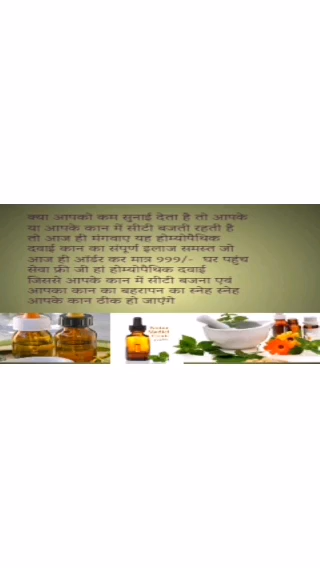 क्या आपको कम सुनाई देता है तो आपके
या आपके कान में सीटी बजती रहती है
तो आज ही मंगवाए यह होम्योपैथिक
दवाई कान का संपूर्ण इलाज समस्त जो
आज ही ऑर्डर कर मात्र 999/- घर पहुंच
सेवा फ्री जी हां होम्योपैथिक दवाई
जिससे आपके कान में सीटी बजना एवं
आपका कान का बहरापन का स्नेह स्नेह
आपके कान ठीक हो जाएंगे